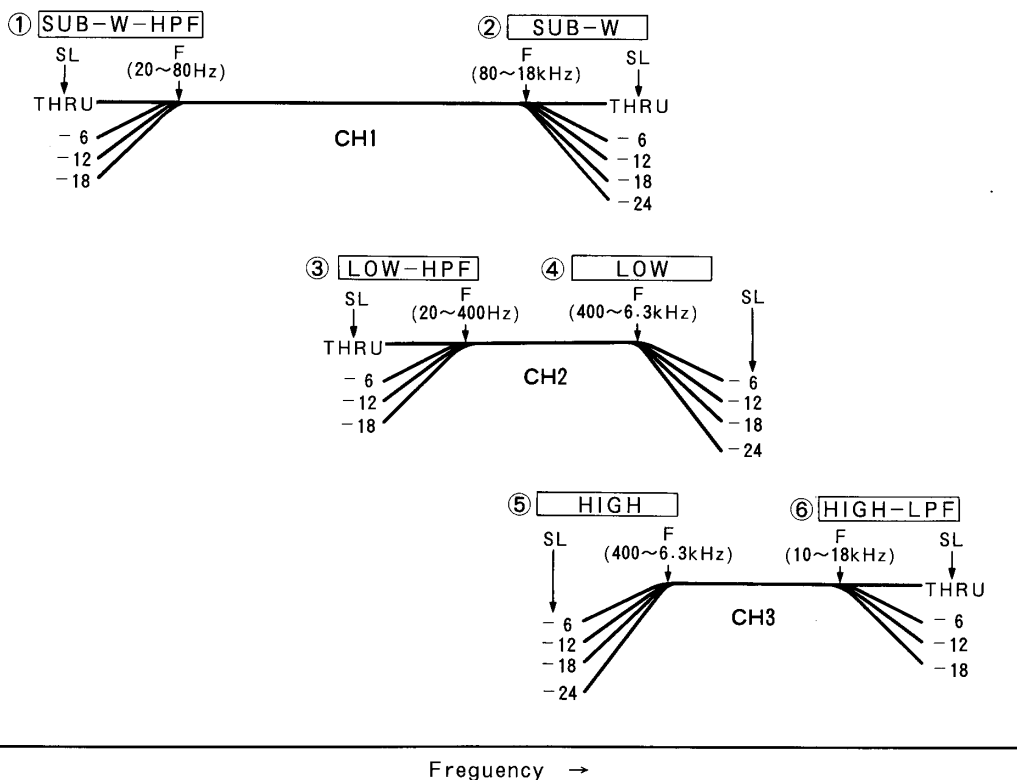 ① SUB-W-HPF
② SUB-W
SL
F
(20~80Hz)
F
(80~18kHz)
SL
THRU
THRU
-6
-12
-18
CH1
-6
-12
-18
-24
③ LOW-HPF
④ LOW
SL
F
(20~400Hz)
F
(400~6.3kHz)
SL
THRU
-6
-12
-18
CH2
-6
-12
-18
-24
⑤ HIGH
⑥ HIGH-LPF
SL
F
(400~6.3kHz)
F
(10~18kHz)
SL
THRU
-6
-12
-18
-24
CH3
-6
-12
-18
Freguency →